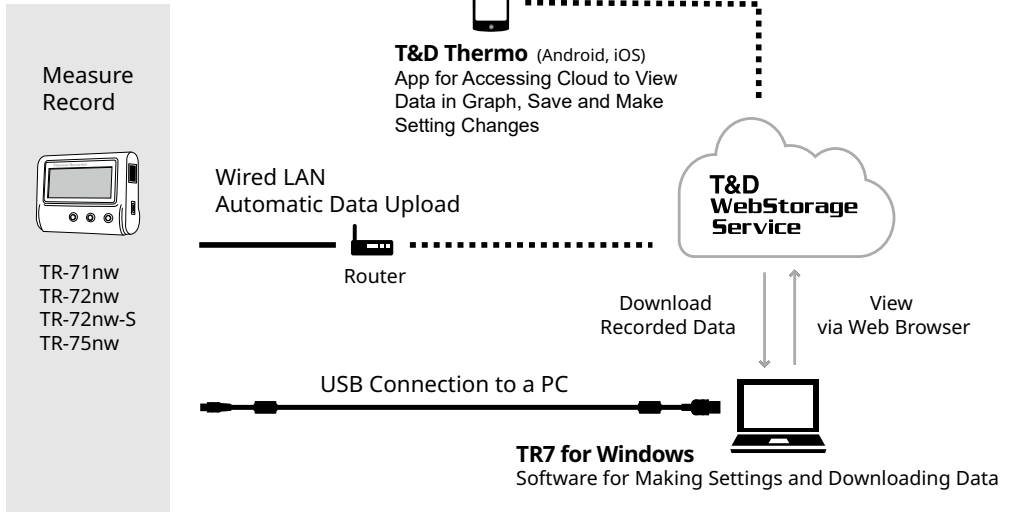 Measure
Record
TR-71nw
TR-72nw
TR-72nw-S
TR-75nw
T&D Thermo (Android, iOS)
App for Accessing Cloud to View
Data in Graph, Save and Make
Setting Changes
Wired LAN
Automatic Data Upload
Router
T&D
WebStorage
Service
Download
Recorded Data
View
via Web Browser
USB Connection to a PC
TR7 for Windows
Software for Making Settings and Downloading Data